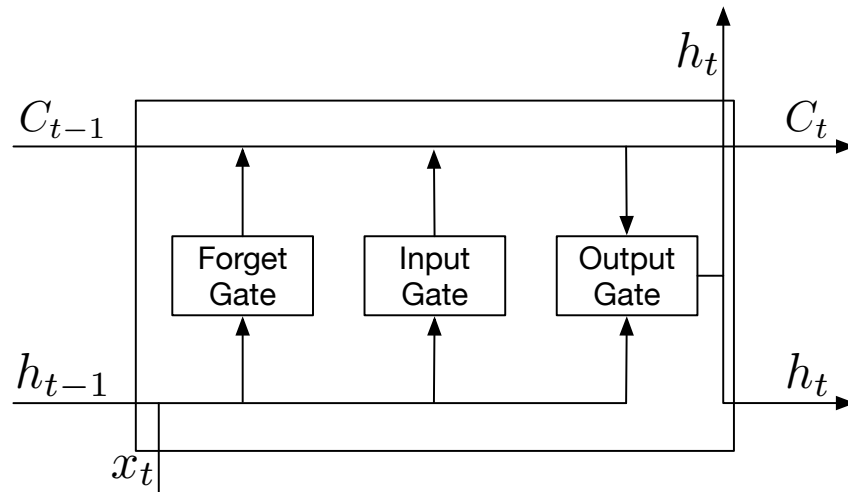 h_t
C_{t-1}
C_t
Forget
Gate
Input
Gate
Output
Gate
h_{t-1}
h_t
x_t